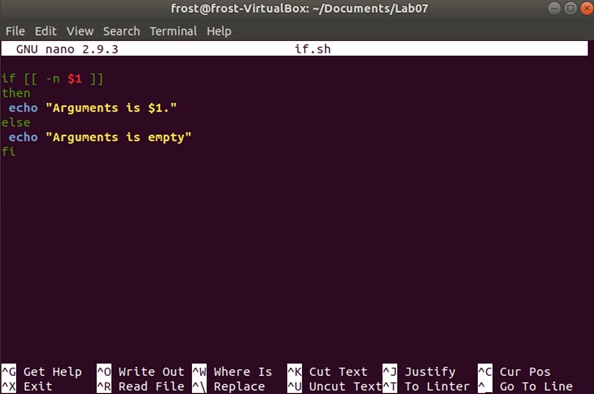 frost@frost-VirtualBox: ~/Documents/Lab07
File Edit View Search Terminal Help
GNU nano 2.9.3 if.sh
if [[ -n $1 ]]
then
echo "Arguments is $1."
else
echo "Arguments is empty"
fi
^G Get Help ^O Write Out ^W Where Is ^K Cut Text ^J Justify ^C Cur Pos
^X Exit ^R Read File ^\ Replace ^U Uncut Text ^T To Linter ^_ Go To Line